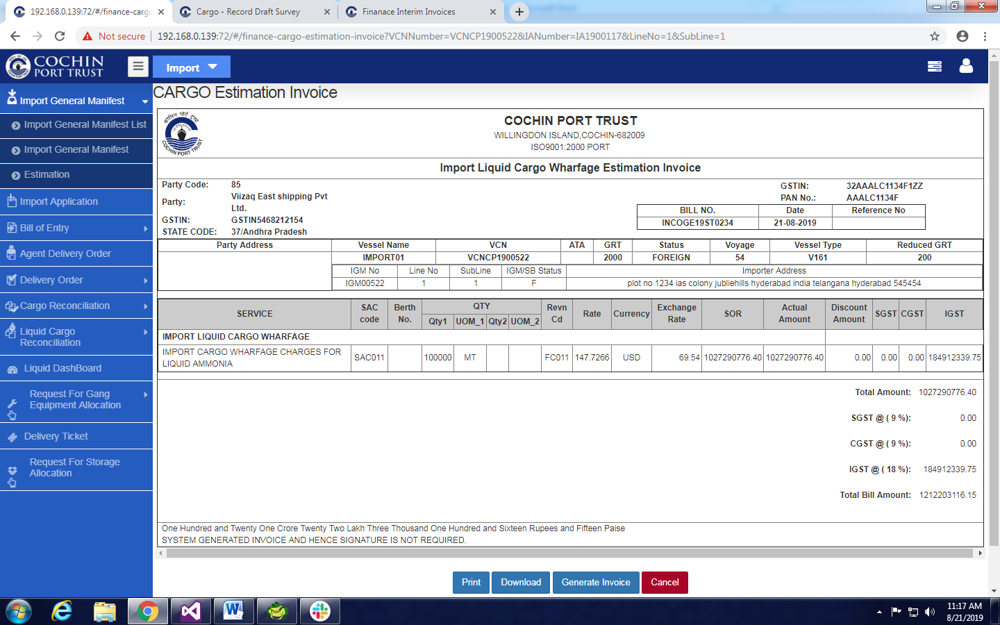 192.168.0.139:72/#/finance-carg
Cargo - Record Draft Survey
Finanace Interim Invoices
Not secure
192.168.0.139:72/#/finance-cargo-estimation-invoice?VCNNumber=VCNCP1900522&IANumber=IA1900117&LineNo=1&SubLine=1
COCHIN
PORT TRUST
Import
Import General Manifest
Import General Manifest List
Import General Manifest
Estimation
Import Application
Bill of Entry
Agent Delivery Order
Delivery Order
Cargo Reconciliation
Liquid Cargo
Reconciliation
Liquid DashBoard
Request For Gang
Equipment Allocation
Delivery Ticket
Request For Storage
Allocation
CARGO Estimation Invoice
कोचिन पोर्ट ट्रस्ट
COCHIN PORT TRUST
COCHIN PORT TRUST
WILLINGDON ISLAND,COCHIN-682009
ISO9001:2000 PORT
Import Liquid Cargo Wharfage Estimation Invoice
Party Code: 85
Party: Viizaq East shipping Pvt
Ltd.
GSTIN: GSTIN5468212154
STATE CODE: 37/Andhra Pradesh
GSTIN: 32AAALC1134F1ZZ
PAN No.: AAALC1134F
BILL NO. Date Reference No
INCOGE19ST0234 21-08-2019
Party Address Vessel Name VCN ATA GRT Status Voyage Vessel Type Reduced GRT
IMPORT01 VCNCP1900522 2000 FOREIGN 54 V161 200
IGM No Line No SubLine IGM/SB Status Importer Address
IGM00522 1 1 F plot no 1234 ias colony jubliehills hyderabad india telangana hyderabad 545454
SERVICE SAC code Berth No. QTY Revn Cd Rate Currency Exchange Rate SOR Actual Amount Discount Amount SGST CGST IGST
Qty1 UOM_1 Qty2 UOM_2
IMPORT LIQUID CARGO WHARFAGE
IMPORT CARGO WHARFAGE CHARGES FOR
LIQUID AMMONIA
SAC011 100000 MT FC011 147.7266 USD 69.54 1027290776.40 1027290776.40 0.00 0.00 0.00 184912339.75
Total Amount: 1027290776.40
SGST @ ( 9 %): 0.00
CGST @ ( 9 %): 0.00
IGST @ ( 18 %): 184912339.75
Total Bill Amount: 1212203116.15
One Hundred and Twenty One Crore Twenty Two Lakh Three Thousand One Hundred and Sixteen Rupees and Fifteen Paise
SYSTEM GENERATED INVOICE AND HENCE SIGNATURE IS NOT REQUIRED.
Print Download Generate Invoice Cancel
11:17 AM
8/21/2019